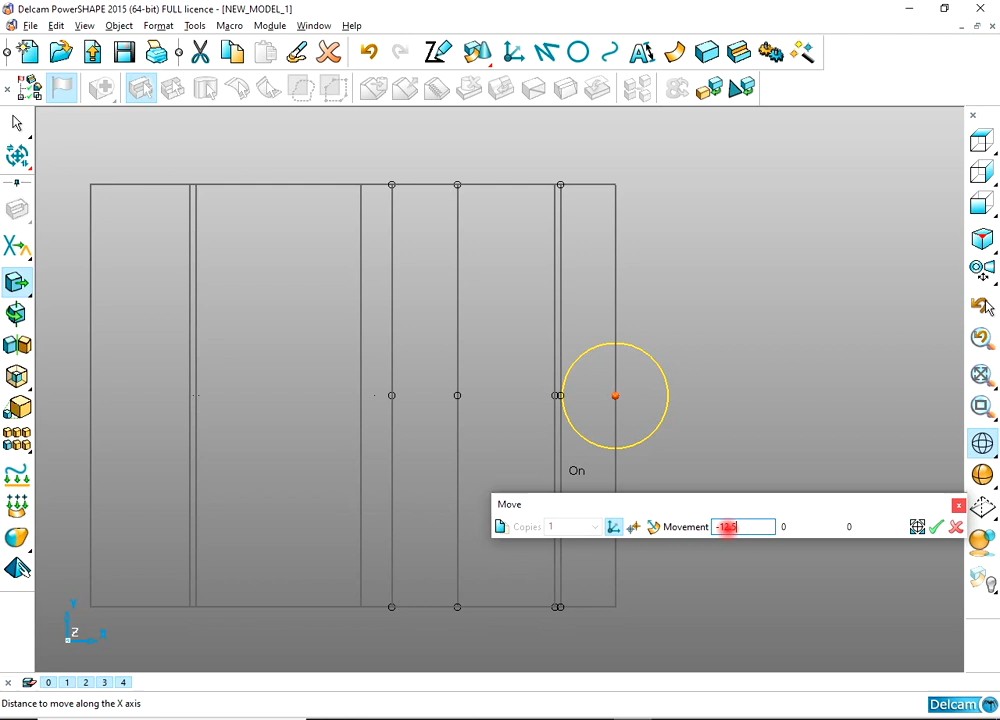 Delcam PowerSHAPE 2015 (64-bit) FULL licence - [NEW_MODEL_1]
File Edit View Object Format Tools Macro Module Window Help
On
Move
Copies 1 Movement -12.5 0 0
Y
Z X
0 1 2 3 4
Distance to move along the X axis
Delcam